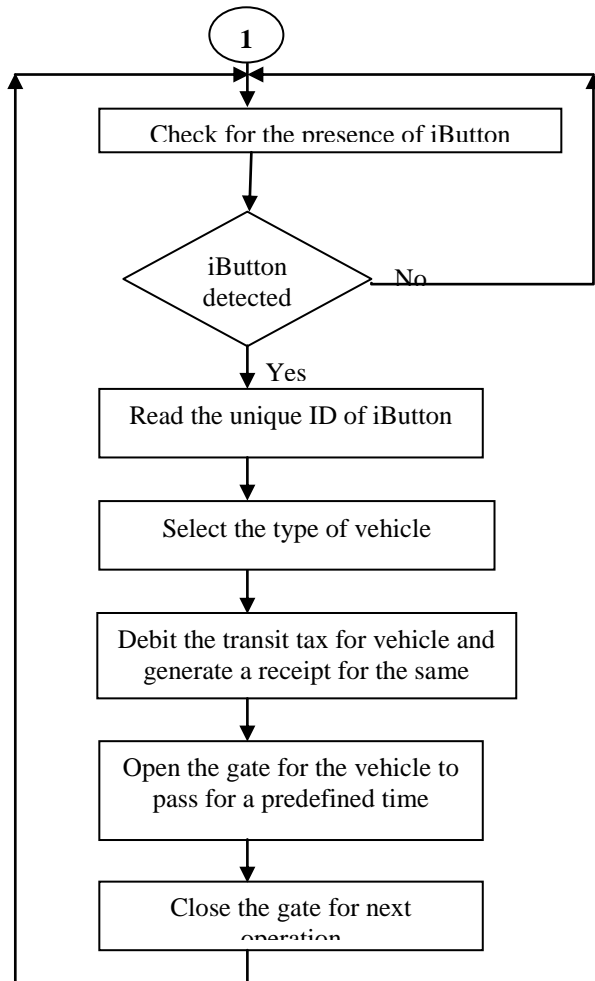 1
Check for the presence of iButton
iButton
detected
No
Yes
Read the unique ID of iButton
Select the type of vehicle
Debit the transit tax for vehicle and
generate a receipt for the same
Open the gate for the vehicle to
pass for a predefined time
Close the gate for next
operation